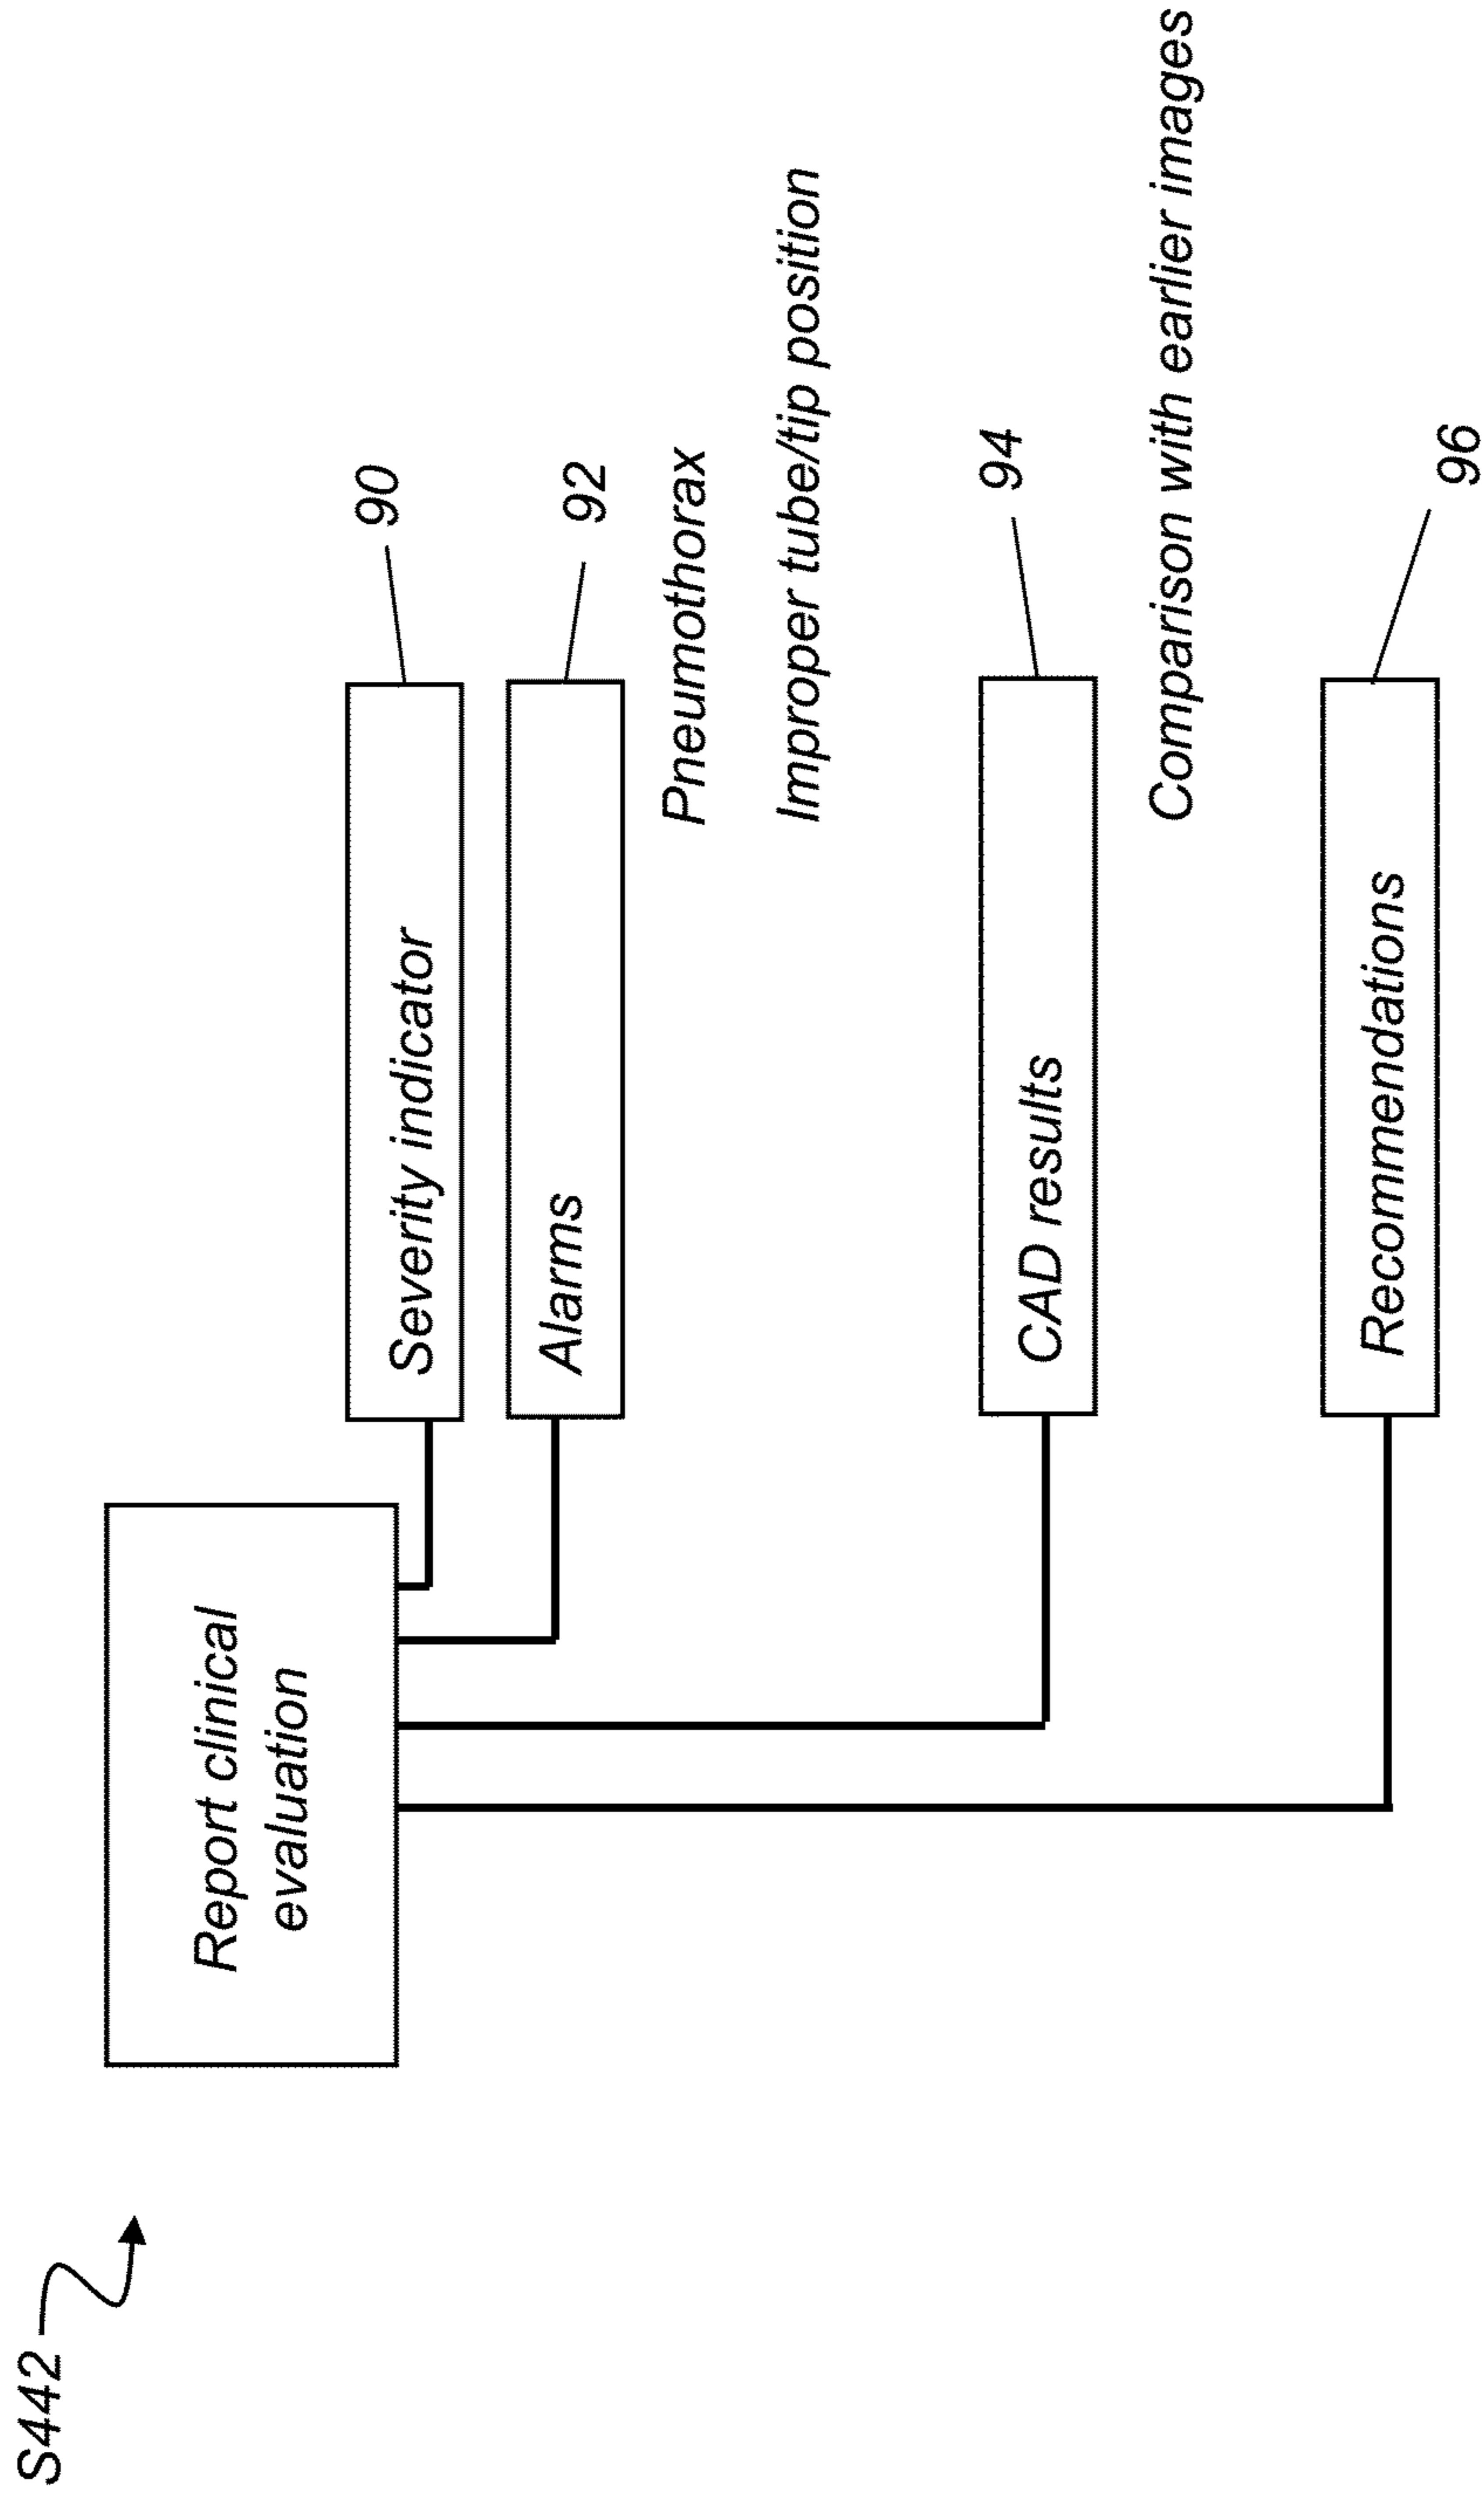 S442
Report clinical
evaluation
Severity indicator
90
Alarms
92
Pneumothorax
Improper tube/tip position
CAD results
94
Comparison with earlier images
Recommendations
96